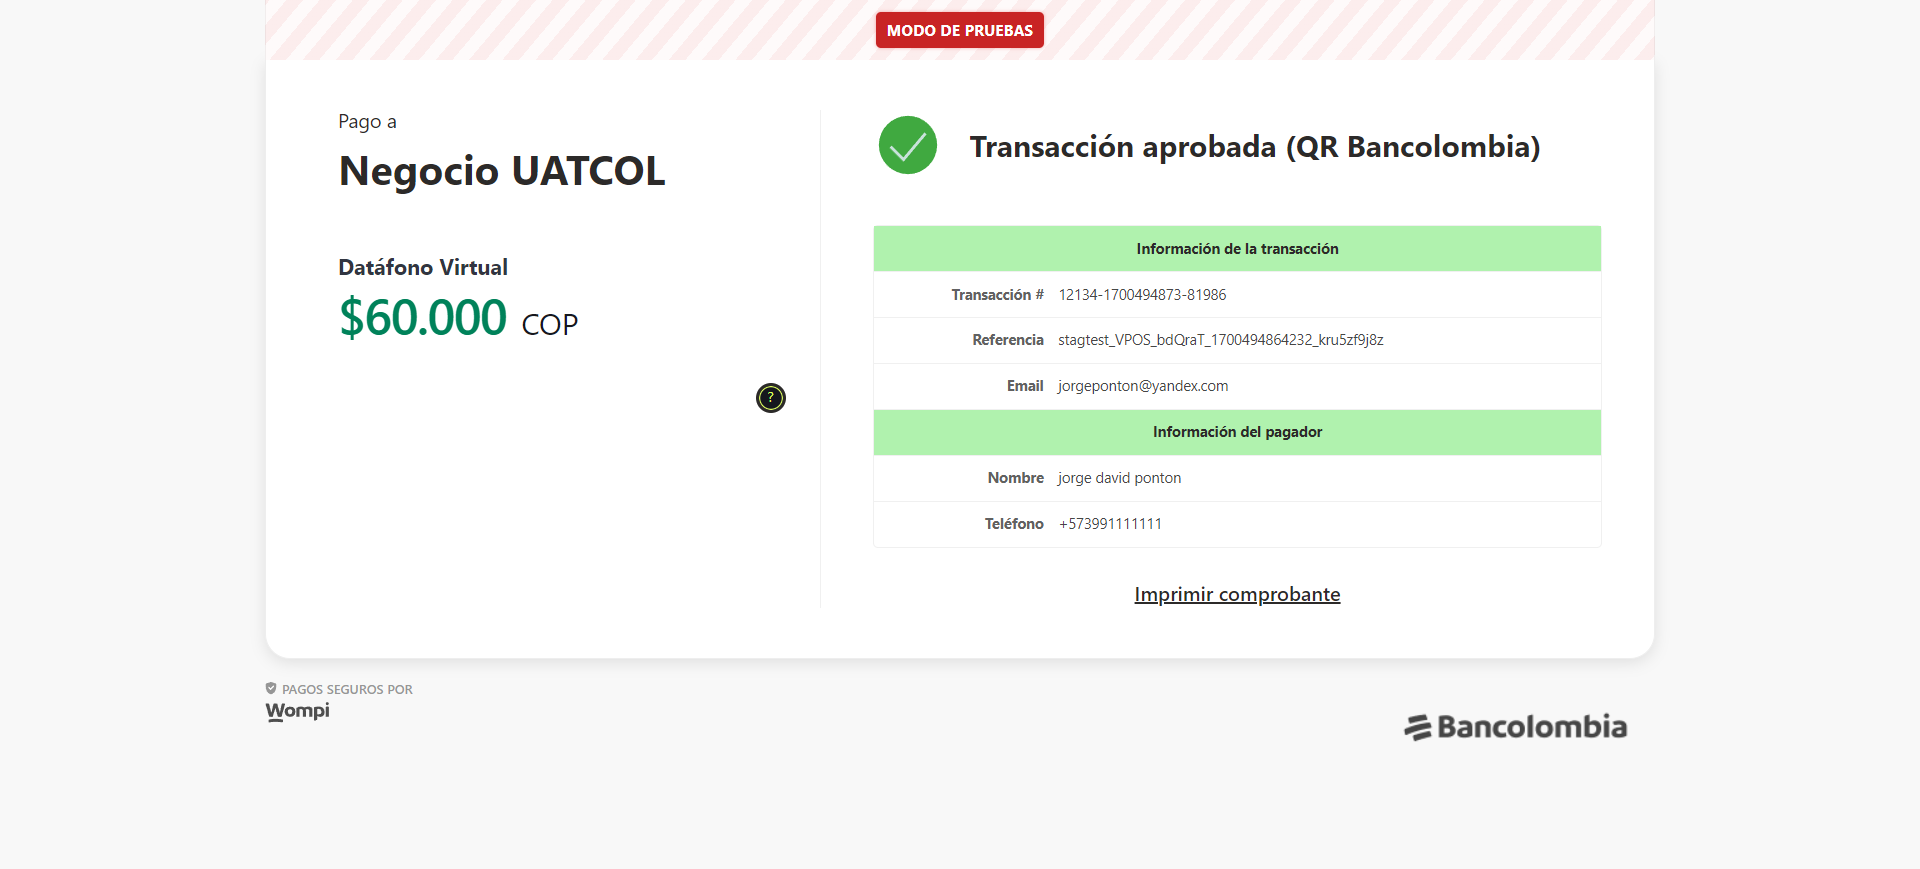 MODO DE PRUEBAS
Pago a
Negocio UATCOL
Datáfono Virtual
$60.000 COP
?
Transacción aprobada (QR Bancolombia)
Información de la transacción
Transacción # 12134-1700494873-81986
Referencia stagtest_VPOS_bdQraT_1700494864232_kru5zf9j8z
Email jorgeponton@yandex.com
Información del pagador
Nombre jorge david ponton
Teléfono +573991111111
Imprimir comprobante
PAGOS SEGUROS POR
Wompi
Bancolombia